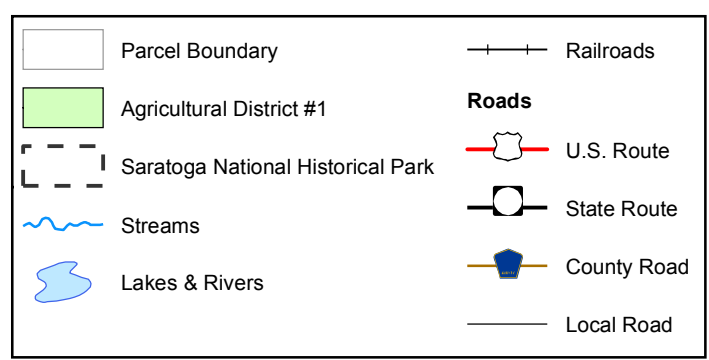 Parcel Boundary
Agricultural District #1
Saratoga National Historical Park
Streams
Lakes & Rivers
Railroads
Roads
U.S. Route
State Route
County Road
Local Road